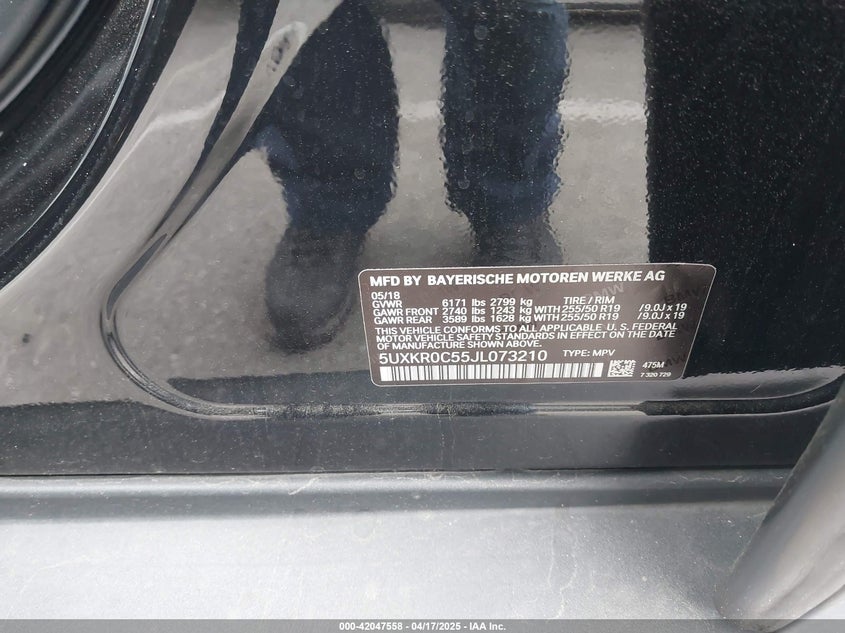 MFD BY BAYERISCHE MOTOREN WERKE AG
05/18
GVWR 6171 lbs 2799 kg TIRE / RIM
GAWR FRONT 2740 lbs 1243 kg WITH 255/50 R19 /9.0J x 19
GAWR REAR 3589 lbs 1628 kg WITH 255/50 R19 /9.0J x 19
THIS VEHICLE CONFORMS TO ALL APPLICABLE, U. S. FEDERAL
MOTOR VEHICLE SAFETY STANDARDS IN EFFECT ON THE DATE
OF MANUFACTURE SHOWN ABOVE.
5UXKR0C55JL073210 TYPE: MPV
475M
7 320 729
000-42047558 - 04/17/2025 - IAA Inc.